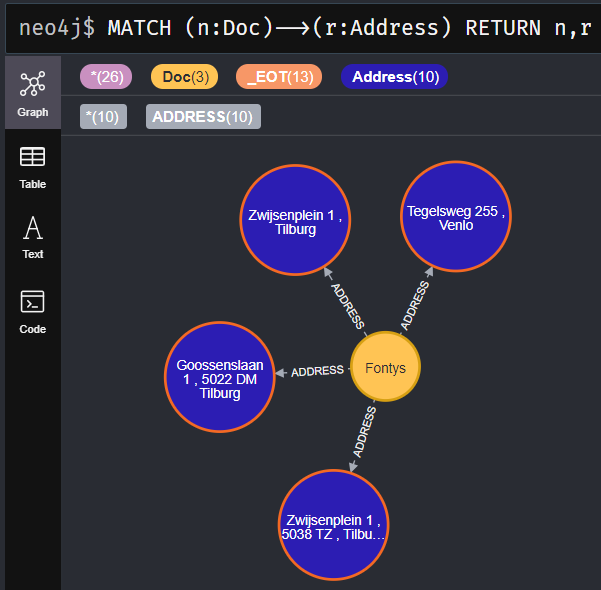 neo4j$ MATCH (n:Doc)-->(r:Address) RETURN n,r
*(26) Doc(3) _EOT(13) Address(10)
Graph
*(10) ADDRESS(10)
Table
Text
Code
Zwijsenplein 1 ,
Tilburg
Tegelsweg 255 ,
Venlo
ADDRESS
ADDRESS
Goossenslaan
1 , 5022 DM
Tilburg
ADDRESS
Fontys
ADDRESS
Zwijsenplein 1 ,
5038 TZ , Tilbu...